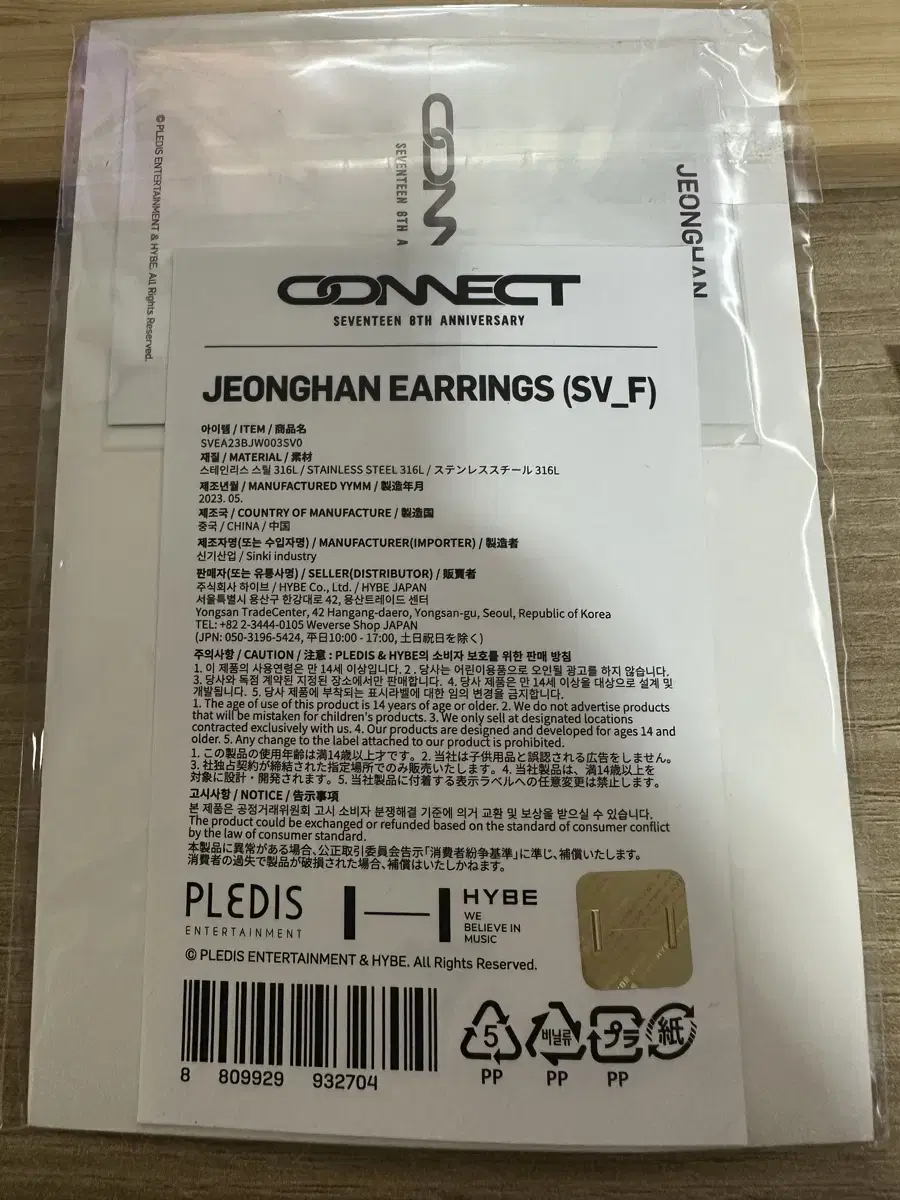 © PLEDIS ENTERTAINMENT & HYBE. All Rights Reserved.
SEVENTEEN 8TH A
JEONGHAN
CONNECT
SEVENTEEN 8TH ANNIVERSARY
JEONGHAN EARRINGS (SV_F)
아이템 / ITEM / 商品名
SVEA23BJW003SV0
재질 / MATERIAL / 素材
스테인리스 스틸 316L / STAINLESS STEEL 316L / ステンレススチール 316L
제조년월 / MANUFACTURED YYMM / 製造年月
2023. 05.
제조국 / COUNTRY OF MANUFACTURE / 製造国
중국 / CHINA / 中国
제조자명(또는 수입자명) / MANUFACTURER(IMPORTER) / 製造者
신기산업 / Sinki industry
판매자(또는 유통사명) / SELLER(DISTRIBUTOR) / 販賣者
주식회사 하이브 / HYBE Co., Ltd. / HYBE JAPAN
서울특별시 용산구 한강대로 42, 용산트레이드 센터
Yongsan TradeCenter, 42 Hangang-daero, Yongsan-gu, Seoul, Republic of Korea
TEL: +82 2-3444-0105 Weverse Shop JAPAN
(JPN: 050-3196-5424, 平日10:00 - 17:00, 土日祝日を除く)
주의사항 / CAUTION / 注意 : PLEDIS & HYBE의 소비자 보호를 위한 판매 방침
1. 이 제품의 사용연령은 만 14세 이상입니다. 2. 당사는 어린이용품으로 오인될 광고를 하지 않습니다.
3. 당사와 독점 계약된 지정된 장소에서만 판매합니다. 4. 당사 제품은 만 14세 이상을 대상으로 설계 및
개발됩니다. 5. 당사 제품에 부착되는 표시라벨에 대한 임의 변경을 금지합니다.
1. The age of use of this product is 14 years of age or older. 2. We do not advertise products
that will be mistaken for children's products. 3. We only sell at designated locations
contracted exclusively with us. 4. Our products are designed and developed for ages 14 and
older. 5. Any change to the label attached to our product is prohibited.
1. この製品の使用年齢は満14歳以上才です。2. 当社は子供用品と誤認される広告をしません。
3. 社独占契約が締結された指定場所でのみ販売いたします。4. 当社製品は、満14歳以上を
対象に設計・開発されます。5. 当社製品に付着する表示ラベルへの任意変更は禁止します。
고시사항 / NOTICE / 告示事項
본 제품은 공정거래위원회 고시 소비자 분쟁해결 기준에 의거 교환 및 보상을 받으실 수 있습니다.
The product could be exchanged or refunded based on the standard of consumer conflict
by the law of consumer standard.
本製品に異常がある場合、公正取引委員会告示「消費者紛争基準」に準じ、補償いたします。
消費者の過失で製品が破損された場合、補償はいたしかねます。
PLEDIS
ENTERTAINMENT
HYBE
WE
BELIEVE IN
MUSIC
© PLEDIS ENTERTAINMENT & HYBE. All Rights Reserved.
8 809929 932704
5 비닐류 プラ 紙
PP PP PP